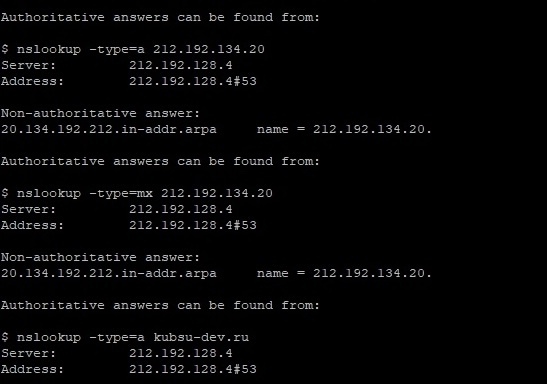 Authoritative answers can be found from:
$ nslookup -type=a 212.192.134.20
Server:         212.192.128.4
Address:        212.192.128.4#53
Non-authoritative answer:
20.134.192.212.in-addr.arpa     name = 212.192.134.20.
Authoritative answers can be found from:
$ nslookup -type=mx 212.192.134.20
Server:         212.192.128.4
Address:        212.192.128.4#53
Non-authoritative answer:
20.134.192.212.in-addr.arpa     name = 212.192.134.20.
Authoritative answers can be found from:
$ nslookup -type=a kubsu-dev.ru
Server:         212.192.128.4
Address:        212.192.128.4#53